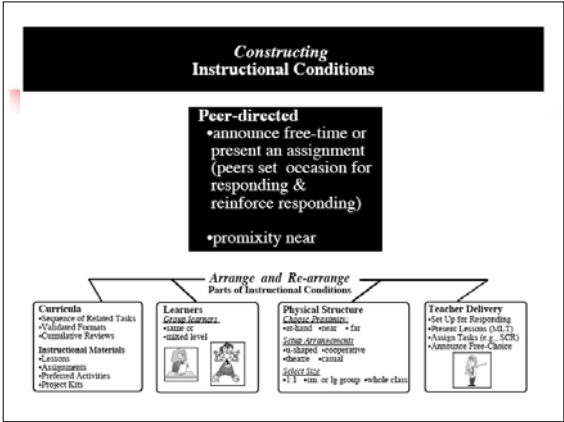 Constructing
Instructional Conditions
Peer-directed
•announce free-time or
present an assignment
(peers set occasion for
responding &
reinforce responding)
•promixity near
Arrange and Re-arrange
Parts of Instructional Conditions
Curricula
•Sequence of Related Tasks
•Validated Formats
•Cumulative Reviews
Instructional Materials
•Lessons
•Assignments
•Preferred Activities
•Project Kits
Learners
Group learners
•same or
•mixed level
Physical Structure
Choose Proximity:
•at-hand •near • far
Setup Arrangements
•u-shaped •cooperative
•theatre •casual
Select Size
•1:1 •sm. or lg group •whole class
Teacher Delivery
•Set Up for Responding
•Present Lessons (MLT)
•Assign Tasks (e.g., SCR)
•Announce Free-Choice